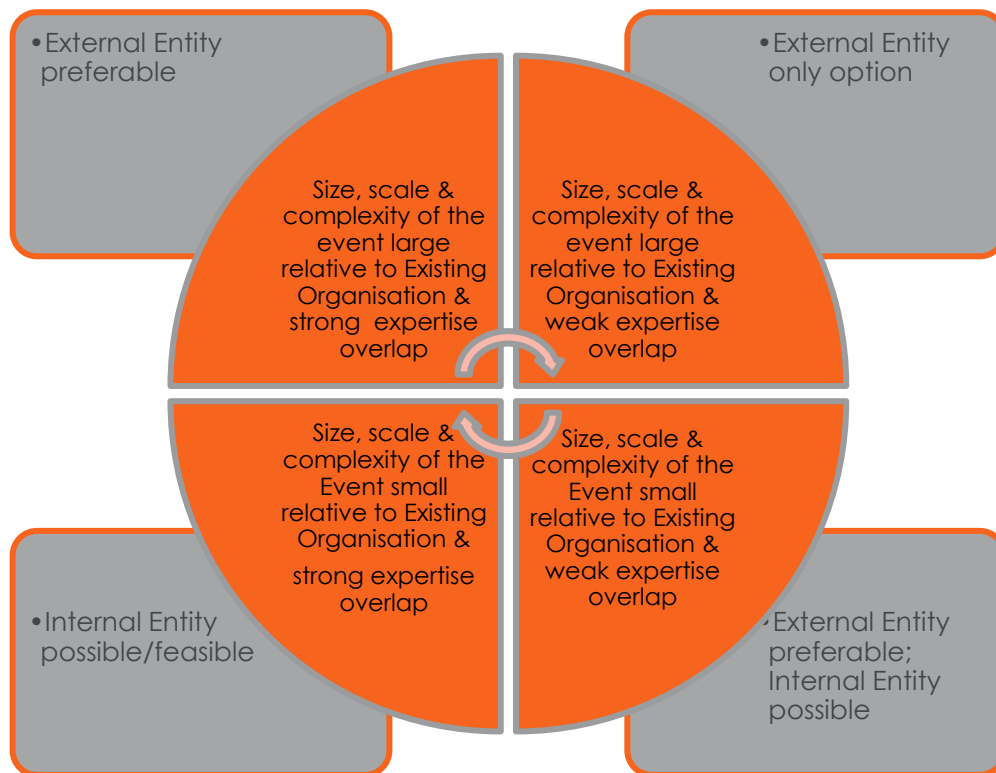 •External Entity
preferable
•External Entity
only option
Size, scale &
complexity of the
event large
relative to Existing
Organisation &
strong  expertise
overlap
Size, scale &
complexity of the
event large
relative to Existing
Organisation &
weak expertise
overlap
Size, scale &
complexity of the
Event small
relative to Existing
Organisation &
strong expertise
overlap
Size, scale &
complexity of the
Event small
relative to Existing
Organisation &
weak expertise
overlap
•Internal Entity
possible/feasible
•External Entity
preferable;
Internal Entity
possible